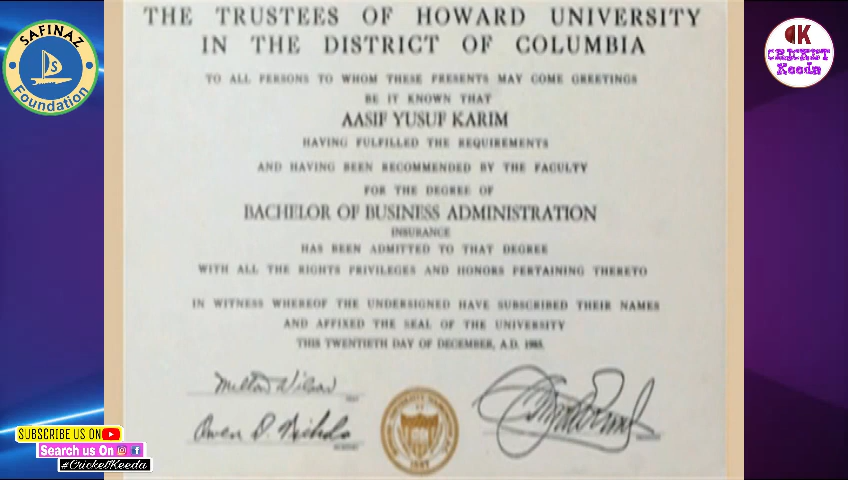 THE TRUSTEES OF HOWARD UNIVERSITY
IN THE DISTRICT OF COLUMBIA
TO ALL PERSONS TO WHOM THESE PRESENTS MAY COME GREETINGS
BE IT KNOWN THAT
AASIF YUSUF KARIM
HAVING FULFILLED THE REQUIREMENTS
AND HAVING BEEN RECOMMENDED BY THE FACULTY
FOR THE DEGREE OF
BACHELOR OF BUSINESS ADMINISTRATION
INSURANCE
HAS BEEN ADMITTED TO THAT DEGREE
WITH ALL THE RIGHTS PRIVILEGES AND HONORS PERTAINING THERETO
IN WITNESS WHEREOF THE UNDERSIGNED HAVE SUBSCRIBED THEIR NAMES
AND AFFIXED THE SEAL OF THE UNIVERSITY
THIS TWENTIETH DAY OF DECEMBER, A.D. 1985.
Milton Wilson
Owen D. Nichols
SAFINAZ
S
Foundation
CK
CRICKET
Keeda
SUBSCRIBE US ON
Search us On
#CricketKeeda